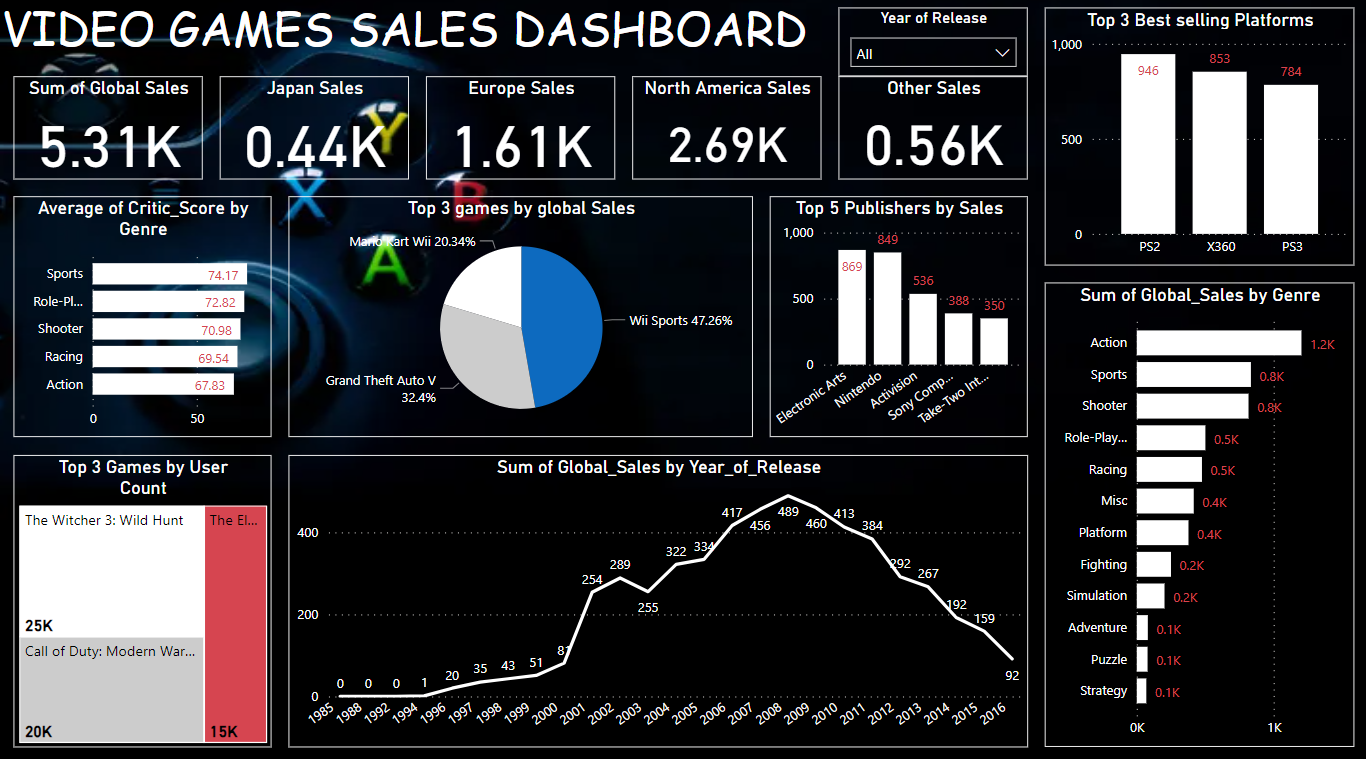 VIDEO GAMES SALES DASHBOARD
Year of Release
All
Sum of Global Sales
5.31K
Japan Sales
0.44K
Europe Sales
1.61K
North America Sales
2.69K
Other Sales
0.56K
Top 3 Best selling Platforms
1,000
500
0
946
853
784
PS2
X360
PS3
Average of Critic_Score by
Genre
Sports
74.17
Role-Pl...
72.82
Shooter
70.98
Racing
69.54
Action
67.83
0
50
Top 3 games by global Sales
Mario Kart Wii 20.34%
Wii Sports 47.26%
Grand Theft Auto V
32.4%
Top 5 Publishers by Sales
1,000
500
0
869
849
536
388
350
Electronic Arts
Nintendo
Activision
Sony Comp...
Take-Two Int...
Sum of Global_Sales by Genre
Action
1.2K
Sports
0.8K
Shooter
0.8K
Role-Play...
0.5K
Racing
0.5K
Misc
0.4K
Platform
0.4K
Fighting
0.2K
Simulation
0.2K
Adventure
0.1K
Puzzle
0.1K
Strategy
0.1K
0K
1K
Top 3 Games by User
Count
The Witcher 3: Wild Hunt
25K
Call of Duty: Modern War...
20K
The El...
15K
Sum of Global_Sales by Year_of_Release
400
200
0
0
0
0
1
20
35
43
51
81
254
289
255
322
334
417
456
489
460
413
384
292
267
192
159
92
1985
1988
1992
1994
1996
1997
1998
1999
2000
2001
2002
2003
2004
2005
2006
2007
2008
2009
2010
2011
2012
2013
2014
2015
2016
Y
X
B
A